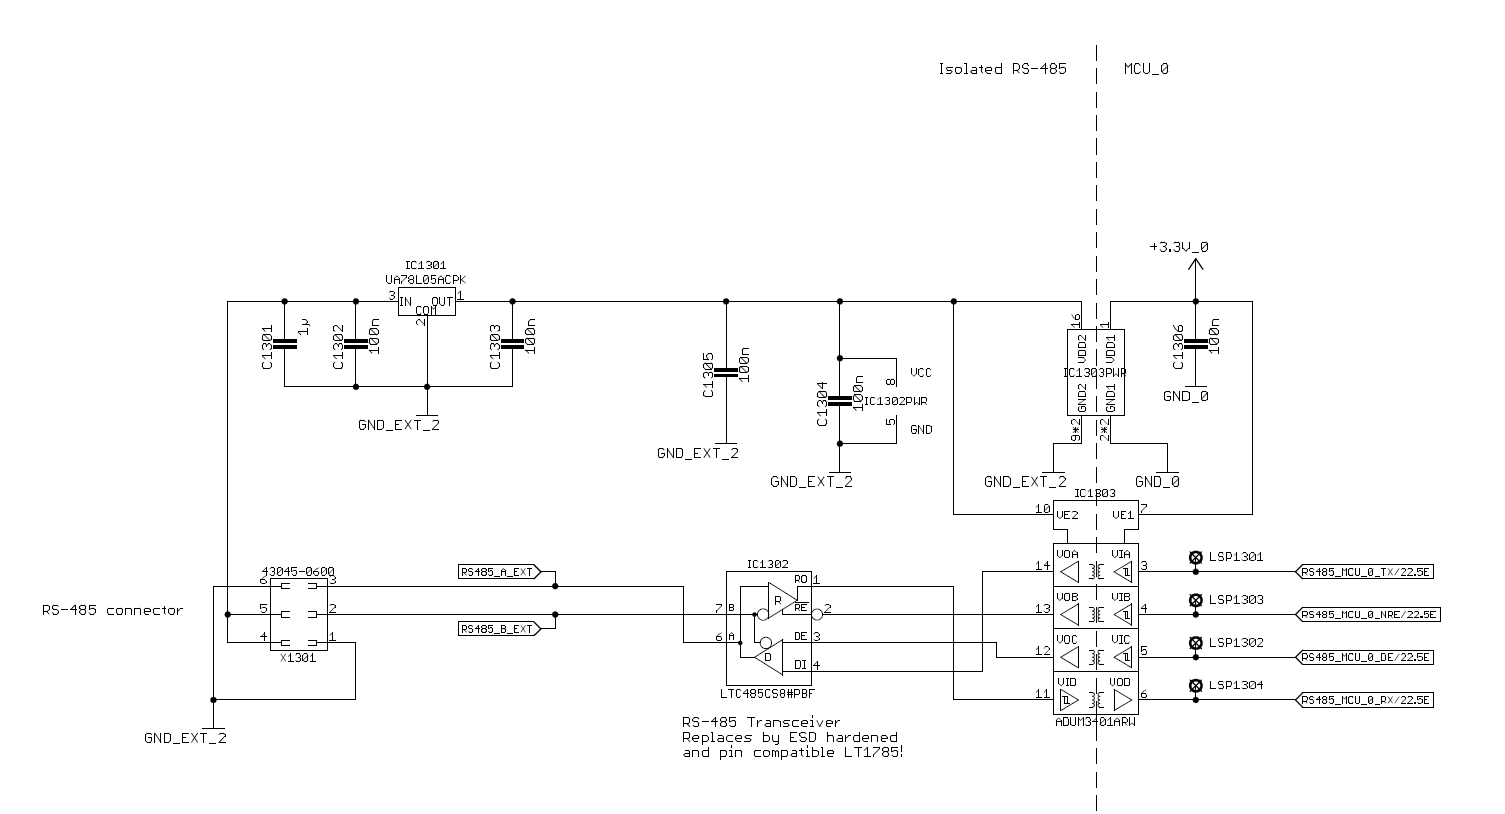 Isolated RS-485
MCU_0
+3.3V_0
IC1301
UA78L05ACPK
3
IN
OUT
1
COM
2
C1301
1µ
C1302
100n
C1303
100n
GND_EXT_2
C1305
100n
GND_EXT_2
C1304
100n
8
VCC
IC1302PWR
5
GND
GND_EXT_2
16
1
VDD2
VDD1
IC1303PWR
GND2
GND1
9*2
2*2
GND_EXT_2
GND_0
C1306
100n
GND_0
IC1303
10
VE2
VE1
7
RS-485 connector
43045-0600
6
3
5
2
4
1
X1301
GND_EXT_2
RS485_A_EXT
RS485_B_EXT
IC1302
RO
1
R
7
B
RE
2
6
A
DE
3
D
DI
4
LTC485CS8#PBF
RS-485 Transceiver
Replaces by ESD hardened
and pin compatible LT1785!
14
VOA
VIA
3
LSP1301
RS485_MCU_0_TX/22.5E
13
VOB
VIB
4
LSP1303
RS485_MCU_0_NRE/22.5E
12
VOC
VIC
5
LSP1302
RS485_MCU_0_DE/22.5E
11
VID
VOD
6
LSP1304
RS485_MCU_0_RX/22.5E
ADUM3401ARW